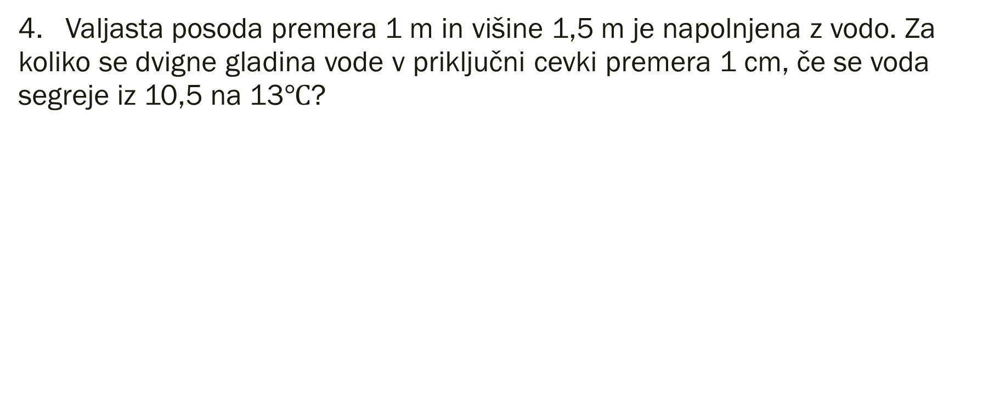 4. Valjasta posoda premera 1 m in višine 1,5 m je napolnjena z vodo. Za
koliko se dvigne gladina vode v priključni cevki premera 1 cm, če se voda
segreje iz 10,5 na 13°C?